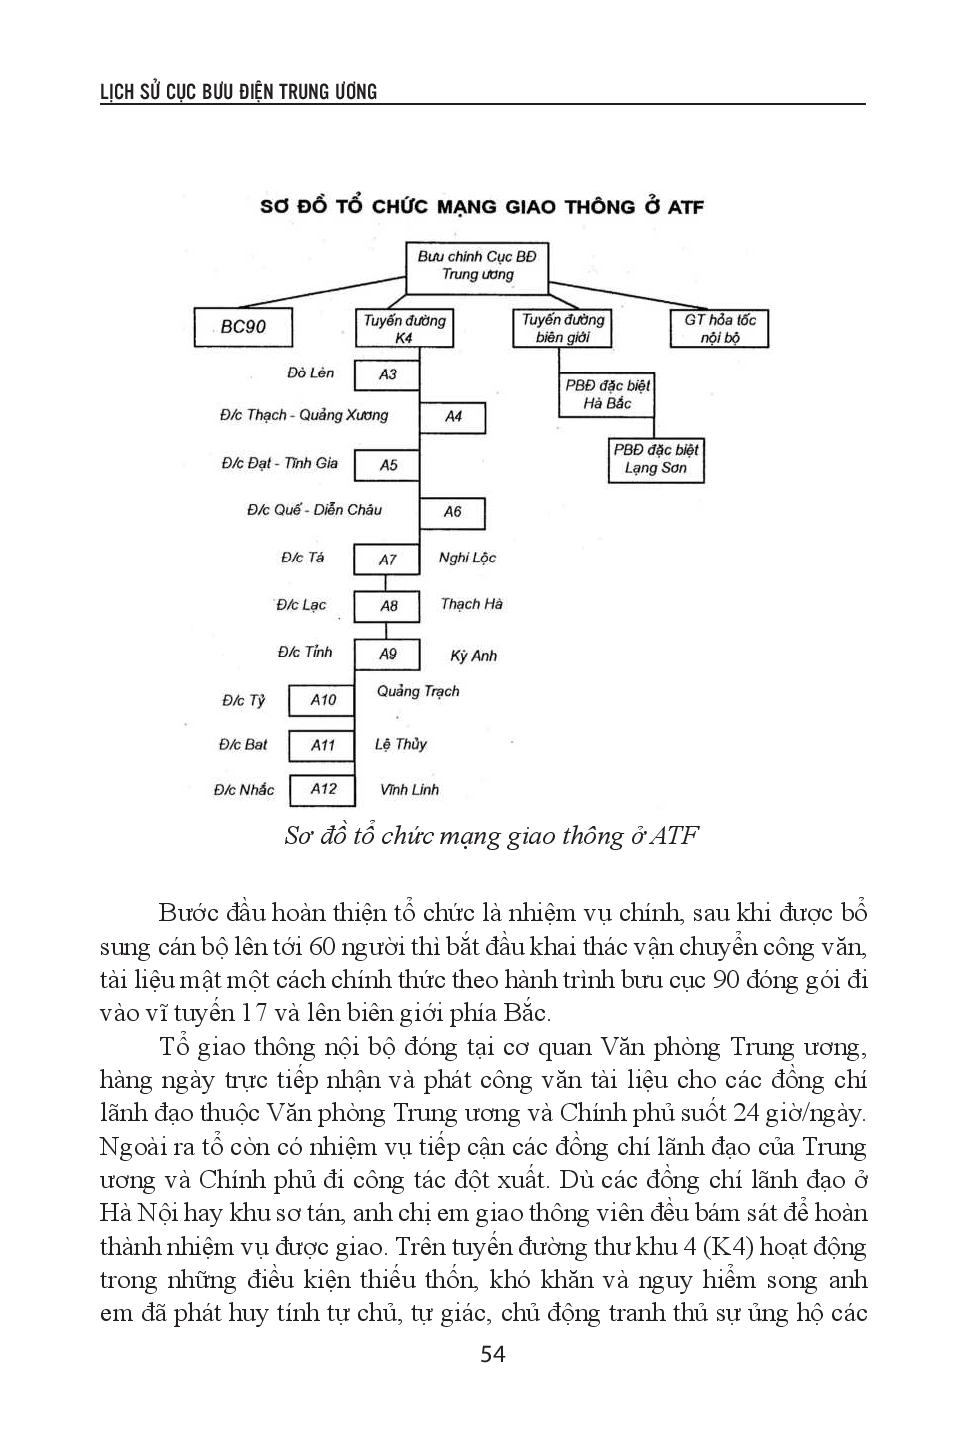 LỊCH SỬ CỤC BƯU ĐIỆN TRUNG ƯƠNG
SƠ ĐỒ TỔ CHỨC MẠNG GIAO THÔNG Ở ATF
Bưu chính Cục BĐ
Trung ương
BC90
Tuyến đường
K4
Tuyến đường
biên giới
GT hỏa tốc
nội bộ
Đò Lèn A3
PBĐ đặc biệt
Hà Bắc
Đ/c Thạch - Quảng Xương A4
PBĐ đặc biệt
Lạng Sơn
Đ/c Đạt - Tĩnh Gia A5
Đ/c Quế - Diễn Châu A6
Đ/c Tá A7 Nghi Lộc
Đ/c Lạc A8 Thạch Hà
Đ/c Tỉnh A9 Kỳ Anh
Đ/c Tỷ A10 Quảng Trạch
Đ/c Bat A11 Lệ Thủy
Đ/c Nhắc A12 Vĩnh Linh
Sơ đồ tổ chức mạng giao thông ở ATF
Bước đầu hoàn thiện tổ chức là nhiệm vụ chính, sau khi được bổ
sung cán bộ lên tới 60 người thì bắt đầu khai thác vận chuyển công văn,
tài liệu mật một cách chính thức theo hành trình bưu cục 90 đóng gói đi
vào vĩ tuyến 17 và lên biên giới phía Bắc.
Tổ giao thông nội bộ đóng tại cơ quan Văn phòng Trung ương,
hàng ngày trực tiếp nhận và phát công văn tài liệu cho các đồng chí
lãnh đạo thuộc Văn phòng Trung ương và Chính phủ suốt 24 giờ/ngày.
Ngoài ra tổ còn có nhiệm vụ tiếp cận các đồng chí lãnh đạo của Trung
ương và Chính phủ đi công tác đột xuất. Dù các đồng chí lãnh đạo ở
Hà Nội hay khu sơ tán, anh chị em giao thông viên đều bám sát để hoàn
thành nhiệm vụ được giao. Trên tuyến đường thư khu 4 (K4) hoạt động
trong những điều kiện thiếu thốn, khó khăn và nguy hiểm song anh
em đã phát huy tính tự chủ, tự giác, chủ động tranh thủ sự ủng hộ các
54